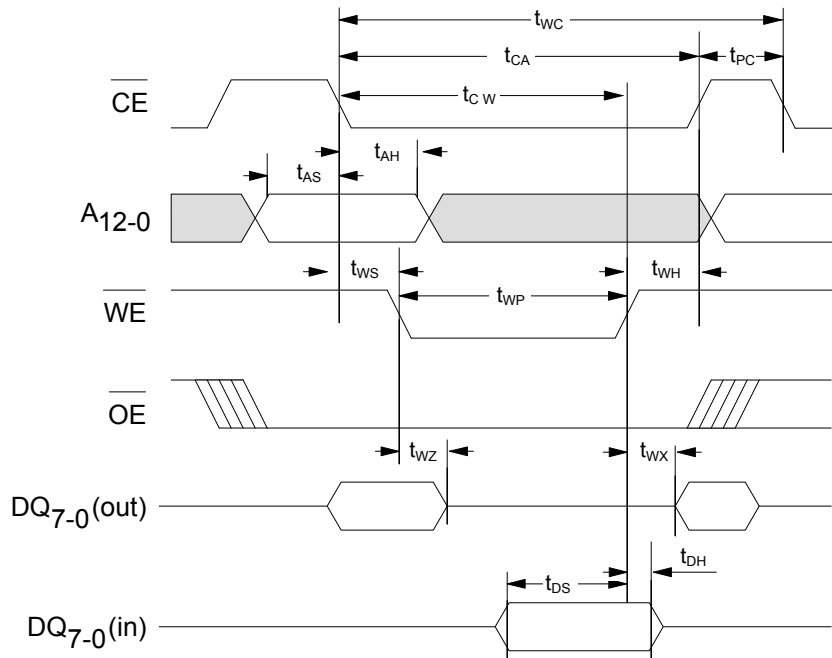 tWC
tCA
tPC
CE
tC W
tAH
tAS
A12-0
tWS
tWH
tWP
WE
OE
tWZ
tWX
DQ7-0(out)
tDH
tDS
DQ7-0(in)